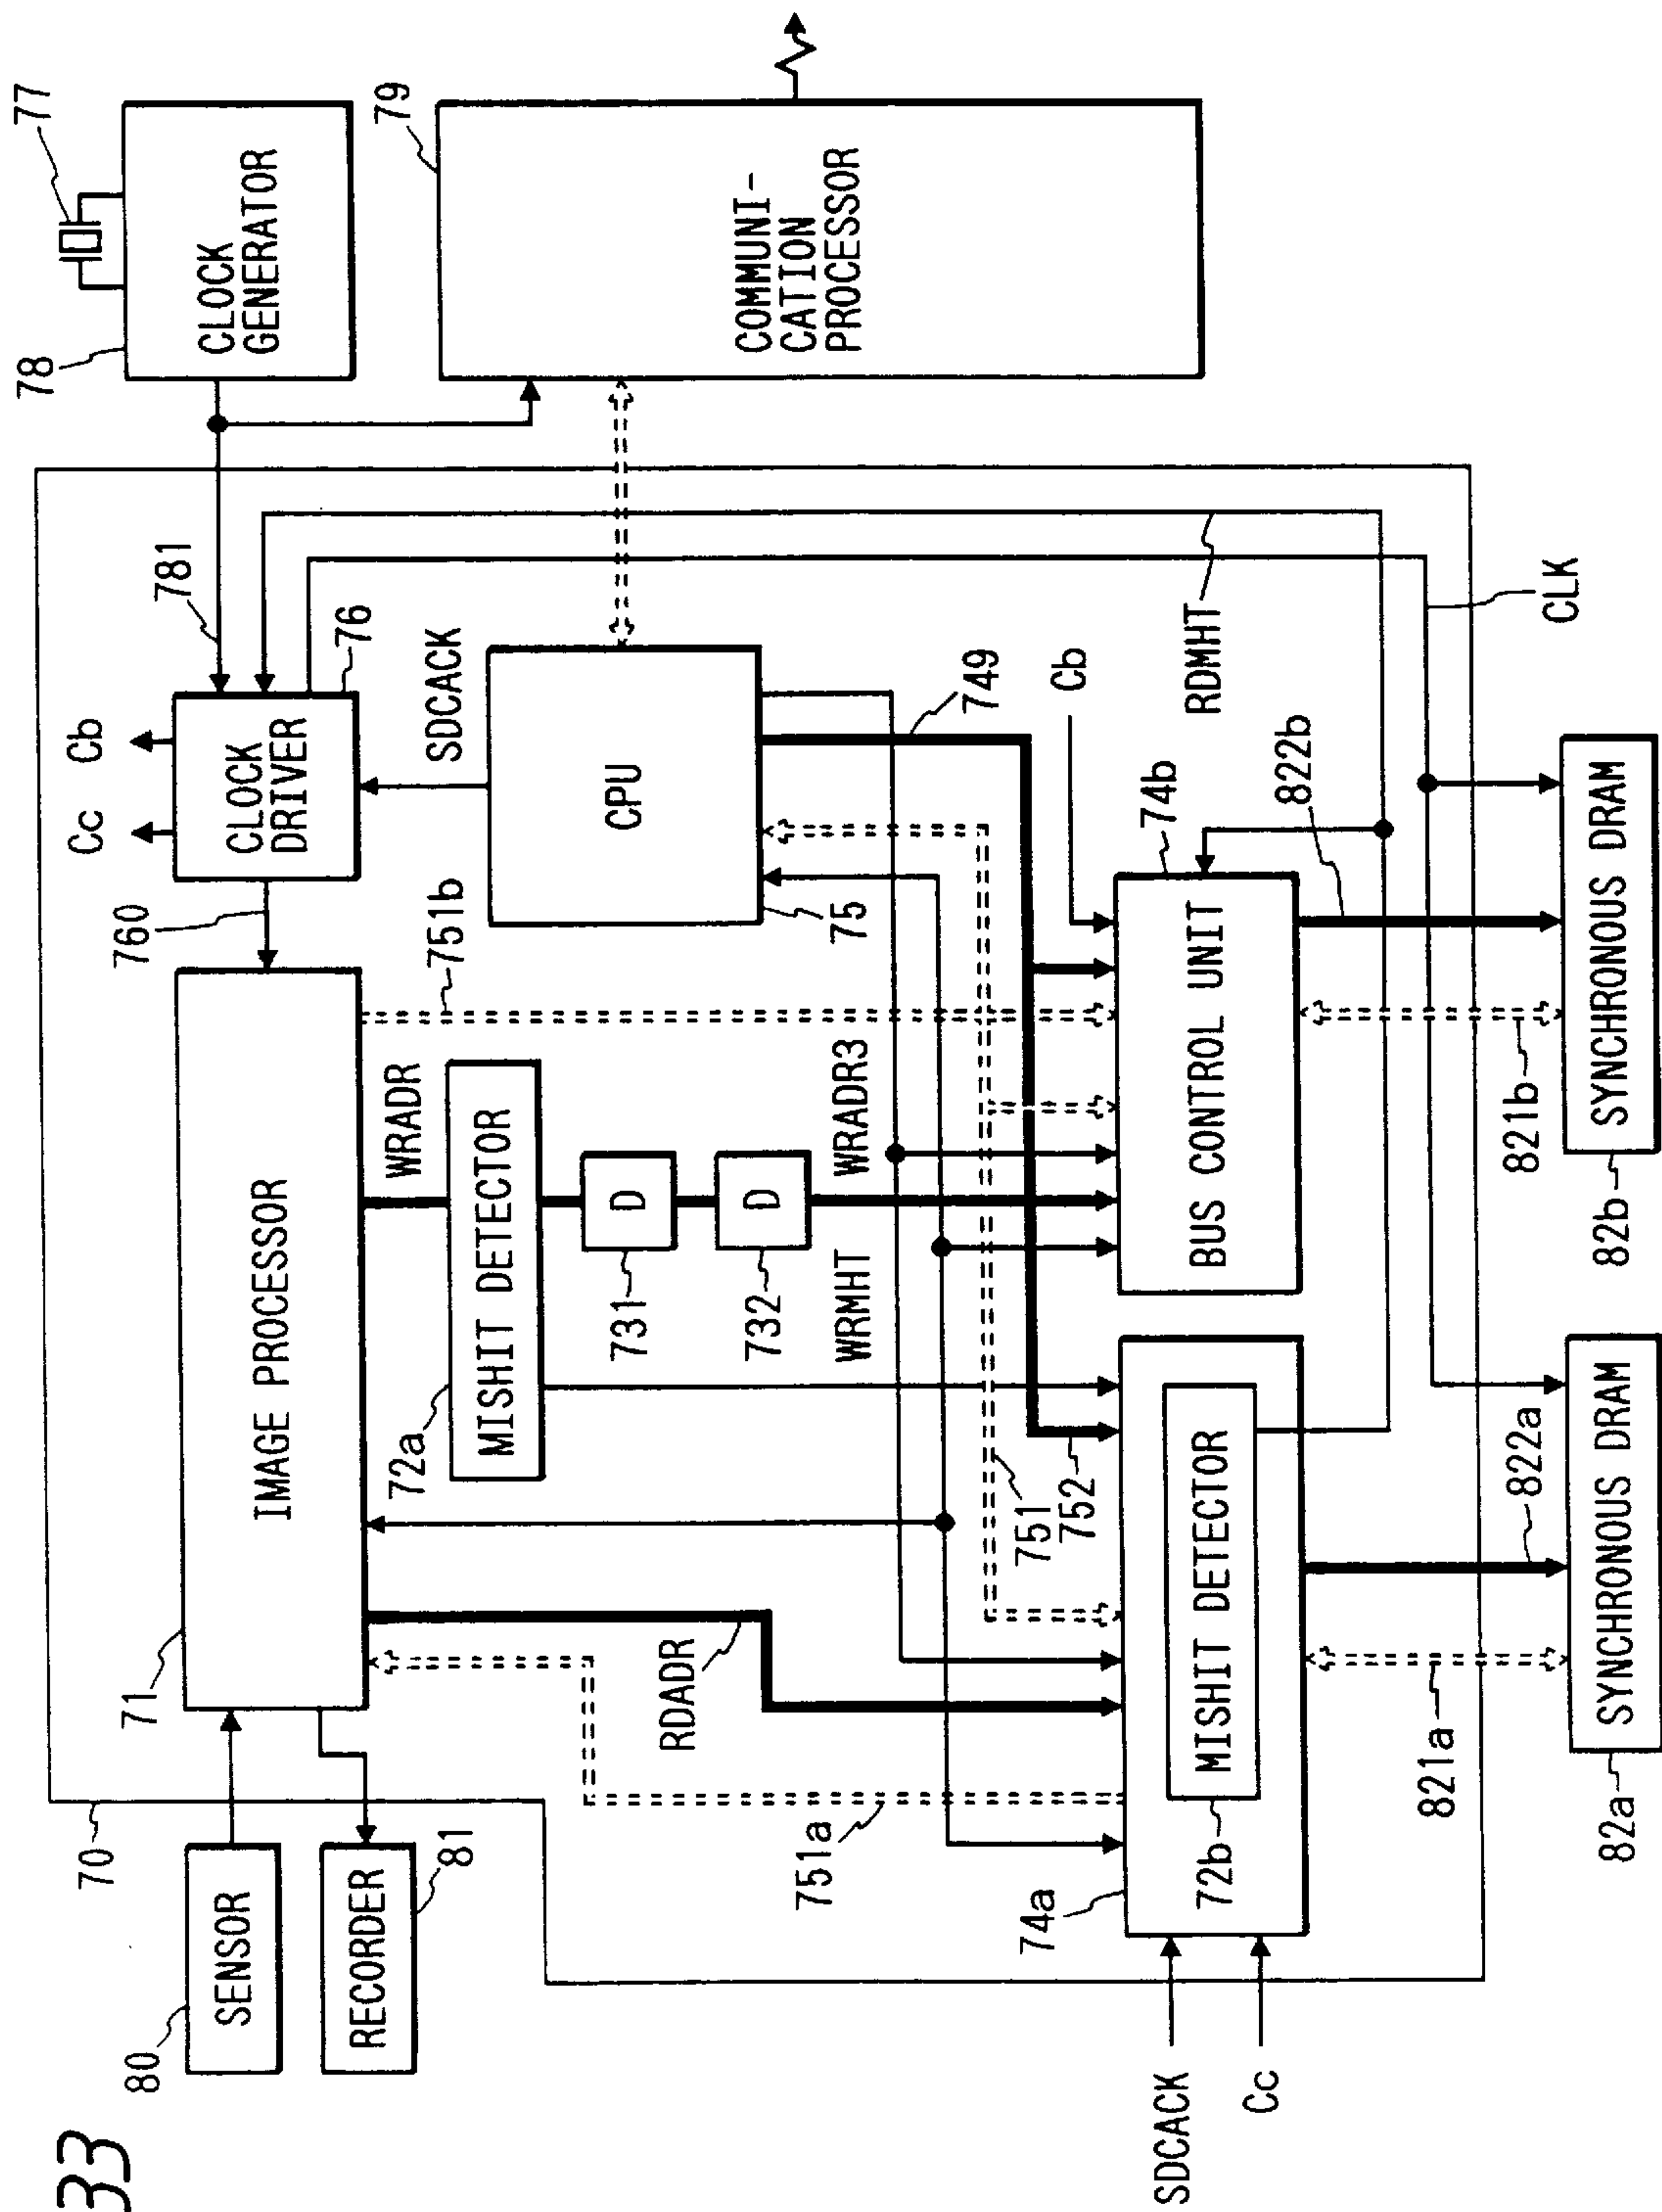 33
80
SENSOR
RECORDER
81
70
71
IMAGE PROCESSOR
760
Cc
Cb
CLOCK
DRIVER
76
781
78
CLOCK
GENERATOR
77
79
COMMUNI-
CATION
PROCESSOR
SDCACK
CPU
75
751b
WRADR
72a
MISHIT DETECTOR
731
D
732
D
WRADR3
WRMHT
RDADR
751a
751
752
749
Cb
RDMHT
CLK
74a
72b
MISHIT DETECTOR
74b
BUS CONTROL UNIT
SDCACK
Cc
821a
822a
821b
822b
82a
SYNCHRONOUS DRAM
82b
SYNCHRONOUS DRAM